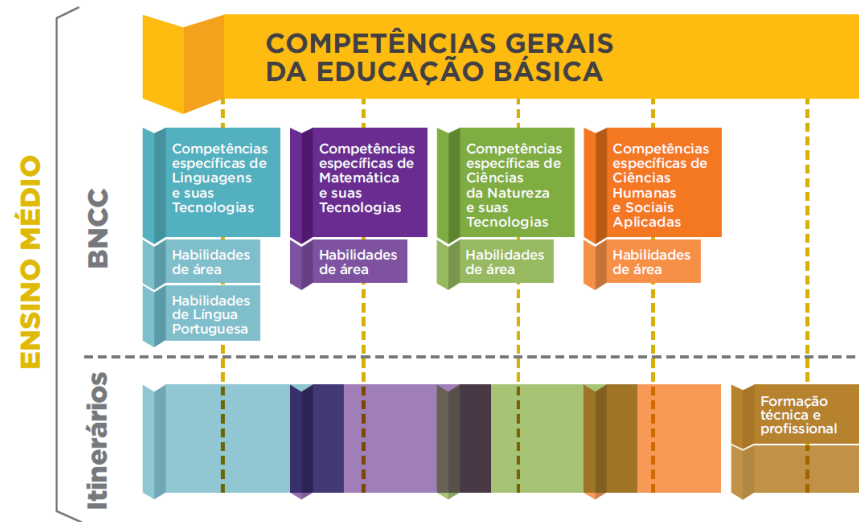 COMPETÊNCIAS GERAIS
DA EDUCAÇÃO BÁSICA
ENSINO MÉDIO
BNCC
Competências
específicas de
Linguagens
e suas
Tecnologias
Habilidades
de área
Habilidades
de Língua
Portuguesa
Competências
específicas de
Matemática
e suas
Tecnologias
Habilidades
de área
Competências
específicas de
Ciências
da Natureza
e suas
Tecnologias
Habilidades
de área
Competências
específicas de
Ciências
Humanas
e Sociais
Aplicadas
Habilidades
de área
Itinerários
Formação
técnica e
profissional